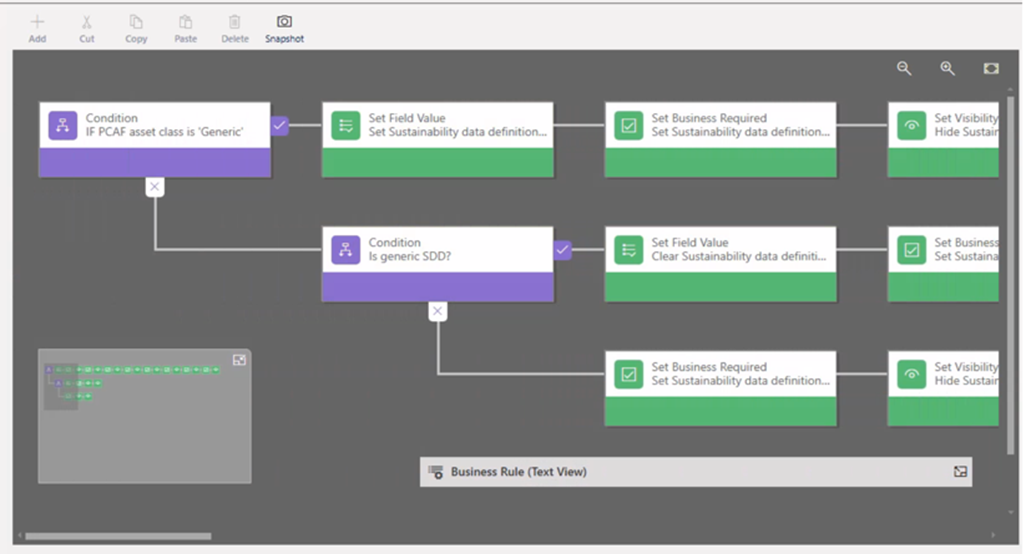 Add Cut Copy Paste Delete Snapshot
Condition
IF PCAF asset class is 'Generic'
Set Field Value
Set Sustainability data definition...
Set Business Required
Set Sustainability data definition...
Set Visibility
Hide Sustain
Condition
Is generic SDD?
Set Field Value
Clear Sustainability data definiti...
Set Business
Set Sustaina
Set Business Required
Set Sustainability data definition...
Set Visibility
Hide Sustain
Business Rule (Text View)